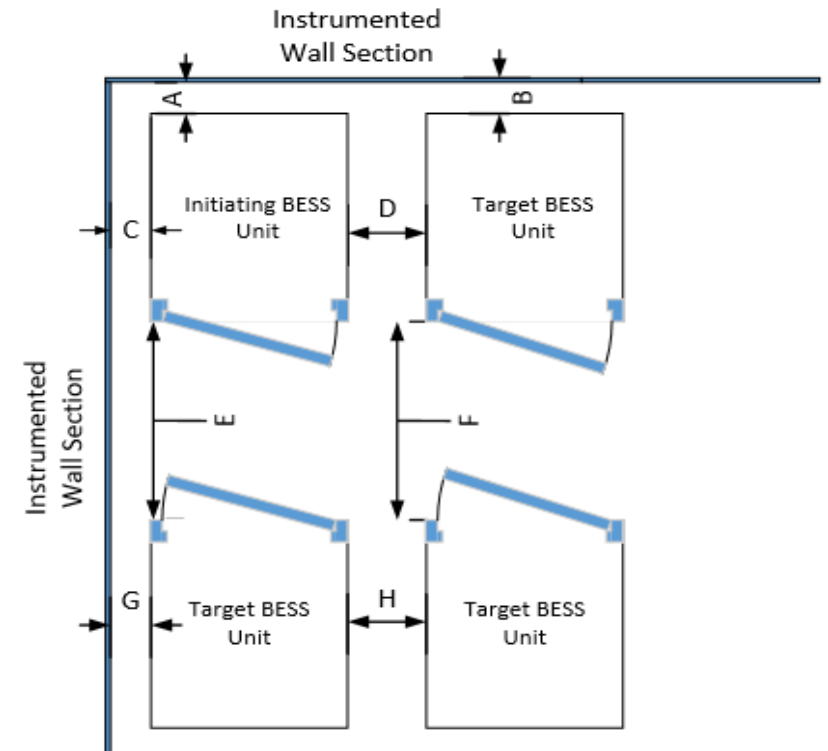 Instrumented
Wall Section
A
B
Initiating BESS
Unit
Target BESS
Unit
C
D
E
F
Instrumented
Wall Section
G
H
Target BESS
Unit
Target BESS
Unit